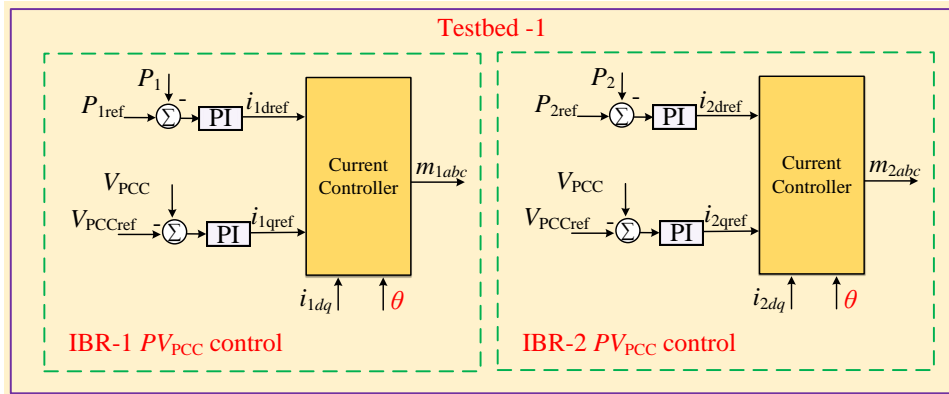 Testbed -1
P1
-
P1ref
Σ
PI
i1dref
VPCC
VPCCref
-
Σ
PI
i1qref
Current
Controller
m1abc
i1dq
θ
IBR-1 PVPCC control
P2
-
P2ref
Σ
PI
i2dref
VPCC
VPCCref
-
Σ
PI
i2qref
Current
Controller
m2abc
i2dq
θ
IBR-2 PVPCC control